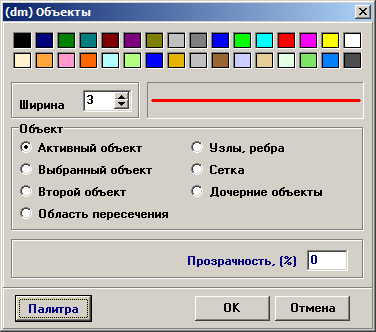 (dm) Объекты
Ширина 3
Объект
Активный объект
Узлы, ребра
Выбранный объект
Сетка
Второй объект
Дочерние объекты
Область пересечения
Прозрачность, (%) 0
Палитра OK Отмена